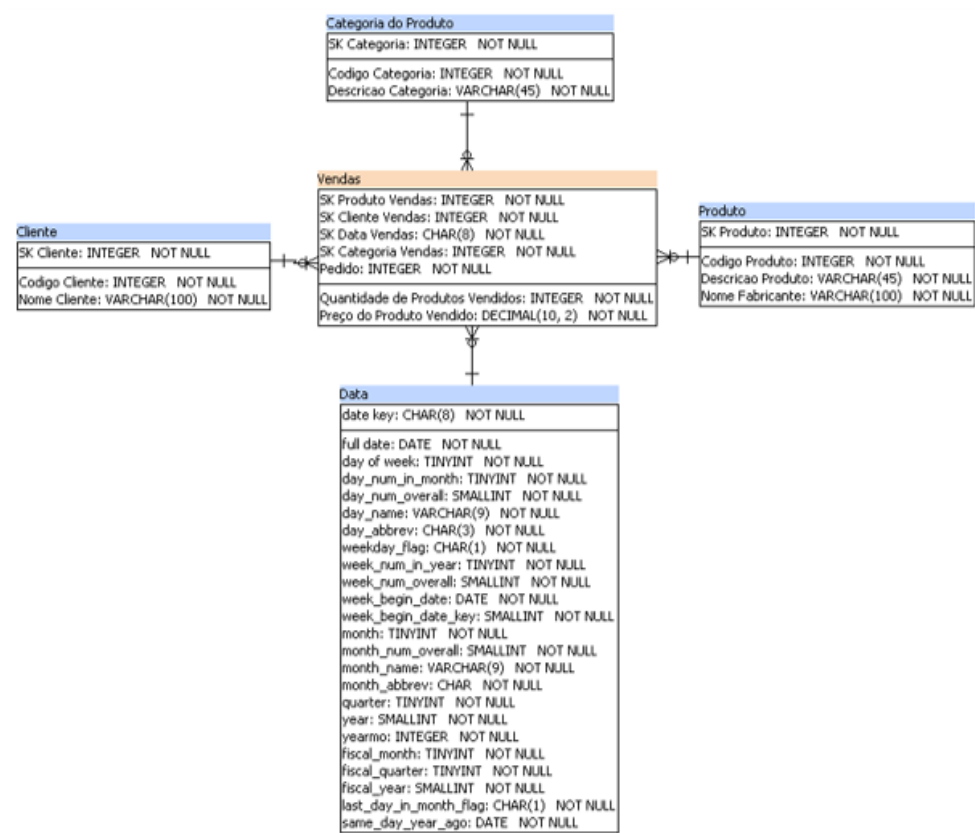 Categoria do Produto
SK Categoria: INTEGER NOT NULL
Codigo Categoria: INTEGER NOT NULL
Descricao Categoria: VARCHAR(45) NOT NULL
Vendas
SK Produto Vendas: INTEGER NOT NULL
SK Cliente Vendas: INTEGER NOT NULL
SK Data Vendas: CHAR(8) NOT NULL
SK Categoria Vendas: INTEGER NOT NULL
Pedido: INTEGER NOT NULL
Quantidade de Produtos Vendidos: INTEGER NOT NULL
Preço do Produto Vendido: DECIMAL(10, 2) NOT NULL
Cliente
SK Cliente: INTEGER NOT NULL
Codigo Cliente: INTEGER NOT NULL
Nome Cliente: VARCHAR(100) NOT NULL
Produto
SK Produto: INTEGER NOT NULL
Codigo Produto: INTEGER NOT NULL
Descricao Produto: VARCHAR(45) NOT NULL
Nome Fabricante: VARCHAR(100) NOT NULL
Data
date key: CHAR(8) NOT NULL
full date: DATE NOT NULL
day of week: TINYINT NOT NULL
day_num_in_month: TINYINT NOT NULL
day_num_overall: SMALLINT NOT NULL
day_name: VARCHAR(9) NOT NULL
day_abbrev: CHAR(3) NOT NULL
weekday_flag: CHAR(1) NOT NULL
week_num_in_year: TINYINT NOT NULL
week_num_overall: SMALLINT NOT NULL
week_begin_date: DATE NOT NULL
week_begin_date_key: SMALLINT NOT NULL
month: TINYINT NOT NULL
month_num_overall: SMALLINT NOT NULL
month_name: VARCHAR(9) NOT NULL
month_abbrev: CHAR NOT NULL
quarter: TINYINT NOT NULL
year: SMALLINT NOT NULL
yearmo: INTEGER NOT NULL
fiscal_month: TINYINT NOT NULL
fiscal_quarter: TINYINT NOT NULL
fiscal_year: SMALLINT NOT NULL
last_day_in_month_flag: CHAR(1) NOT NULL
same_day_year_ago: DATE NOT NULL